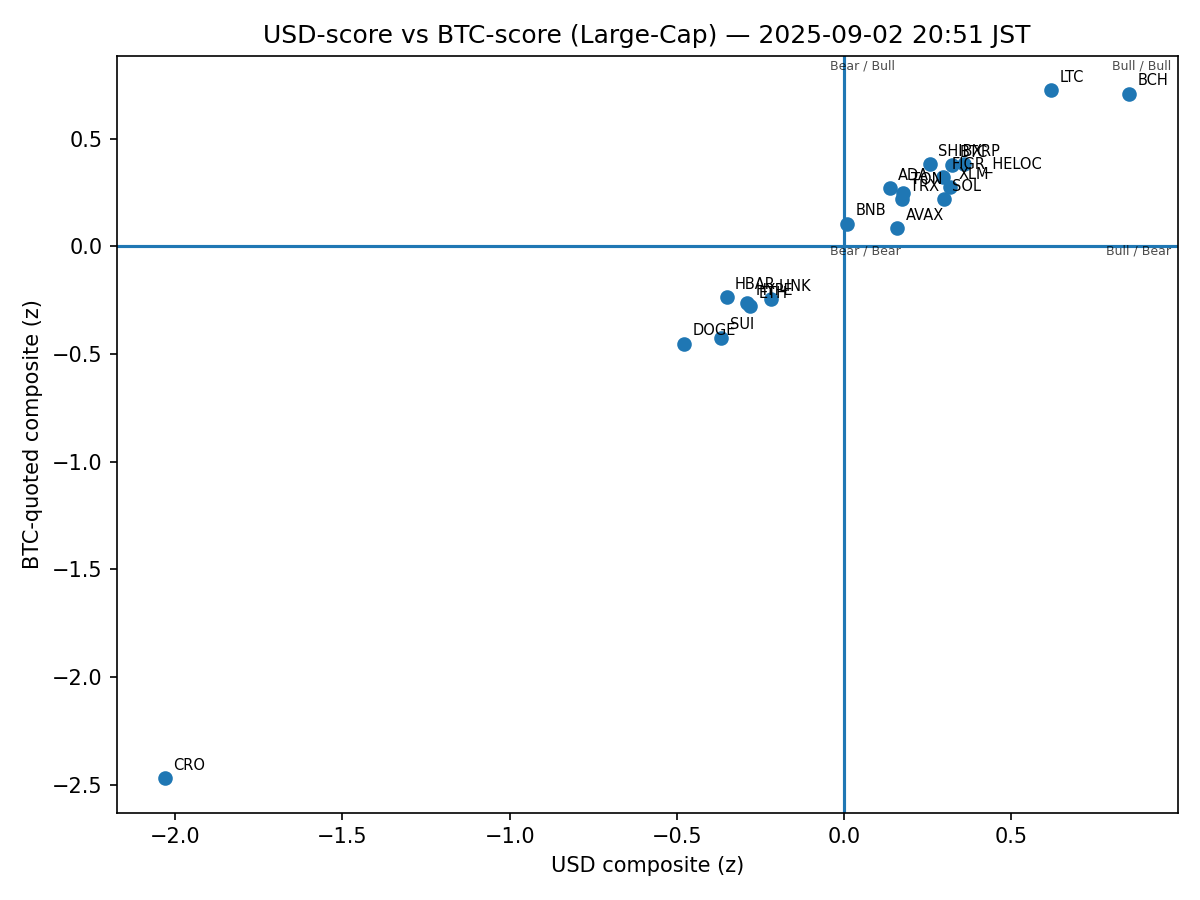 USD-score vs BTC-score (Large-Cap) — 2025-09-02 20:51 JST
Bear / Bull
Bull / Bull
LTC
BCH
SHIB
XRP
FIGR_HELOC
ADA
TON
XLM
TRX
SOL
BNB
AVAX
Bear / Bear
Bull / Bear
HBAR
LINK
HYPE
ETH
SUI
DOGE
CRO
0.5
0.0
−0.5
−1.0
−1.5
−2.0
−2.5
BTC-quoted composite (z)
−2.0
−1.5
−1.0
−0.5
0.0
0.5
USD composite (z)